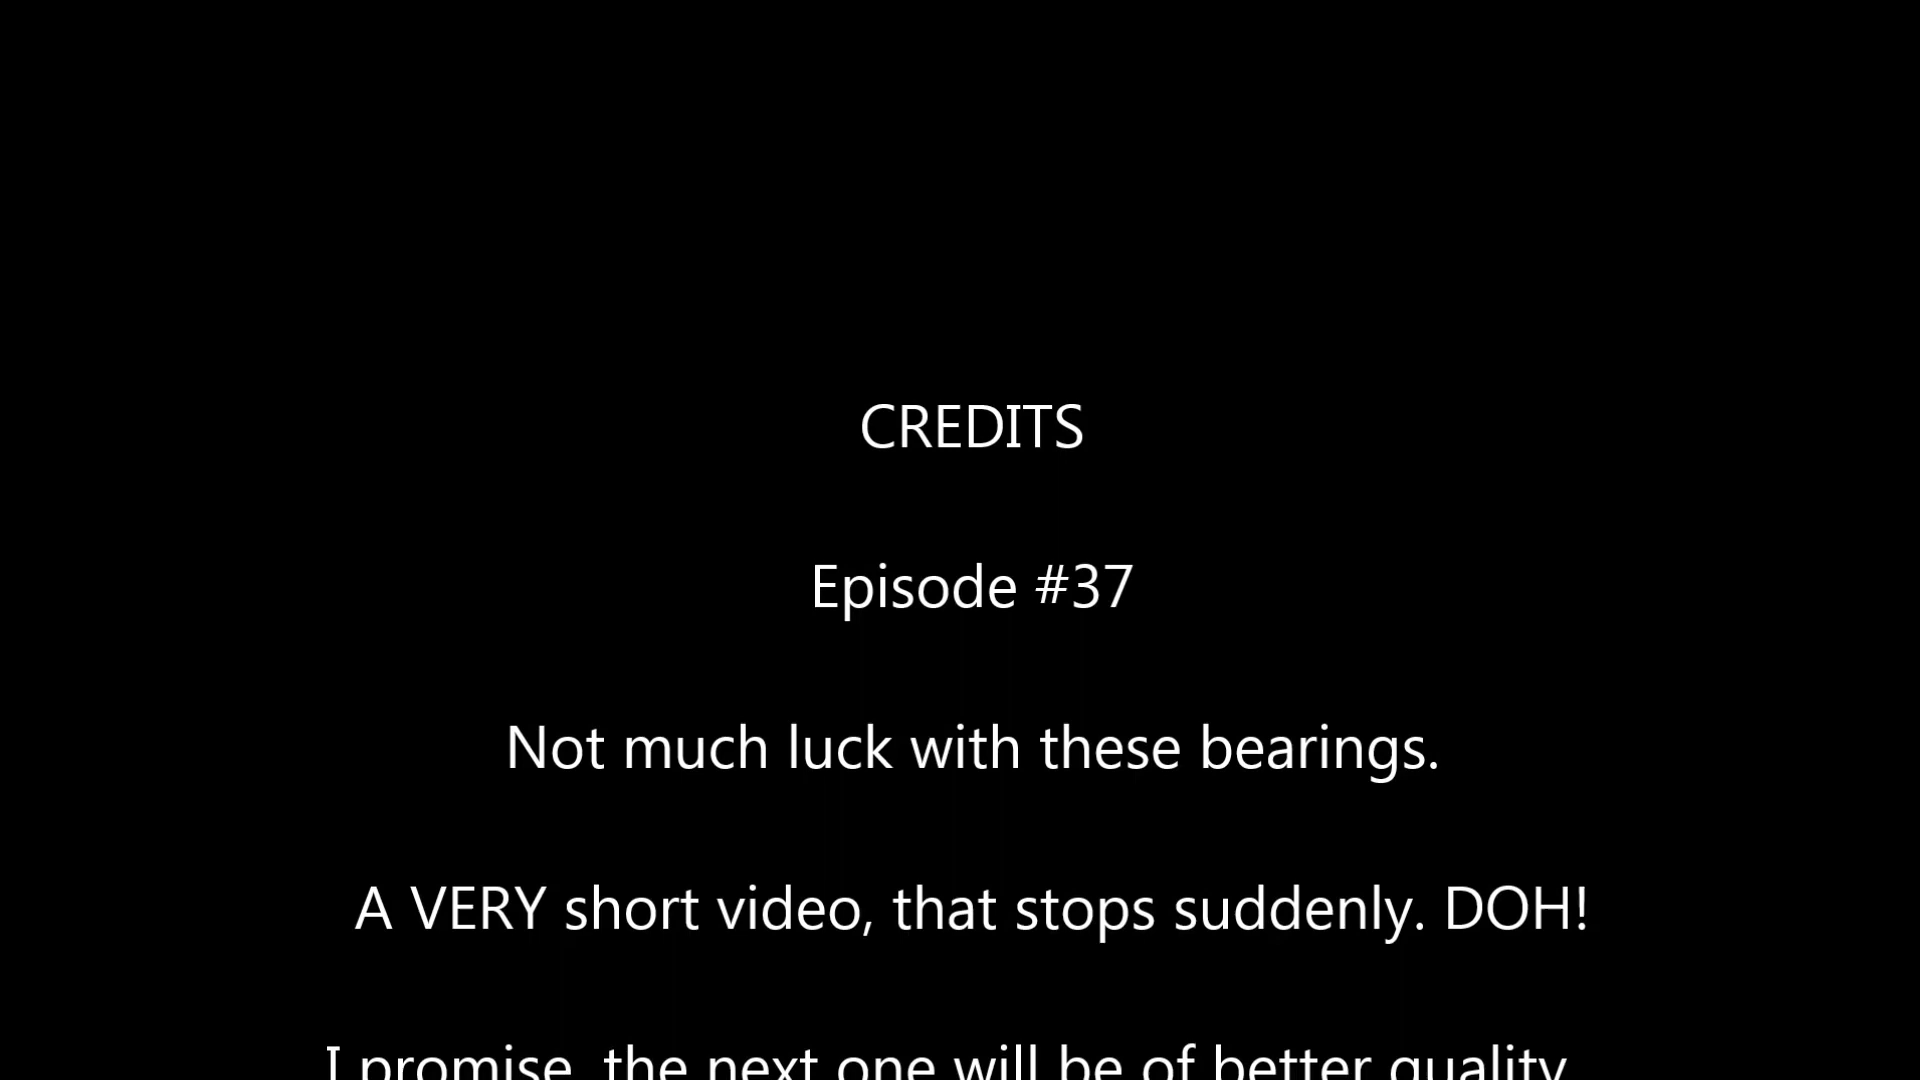 CREDITS
Episode #37
Not much luck with these bearings.
A VERY short video, that stops suddenly. DOH!
I promise, the next one will be of better quality